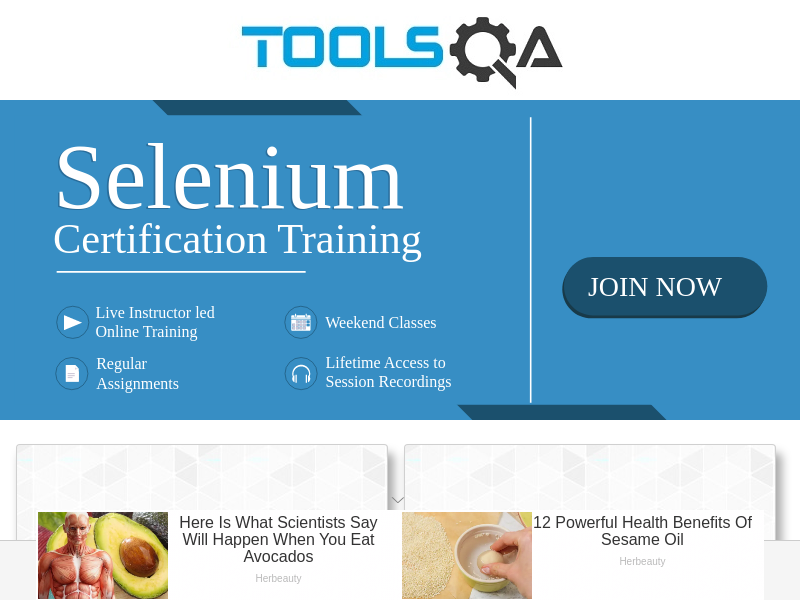 TOOLSQA
Selenium
Certification Training
JOIN NOW
Live Instructor led
Online Training
Weekend Classes
Regular
Assignments
Lifetime Access to
Session Recordings
Here Is What Scientists Say
Will Happen When You Eat
Avocados
Herbeauty
12 Powerful Health Benefits Of
Sesame Oil
Herbeauty